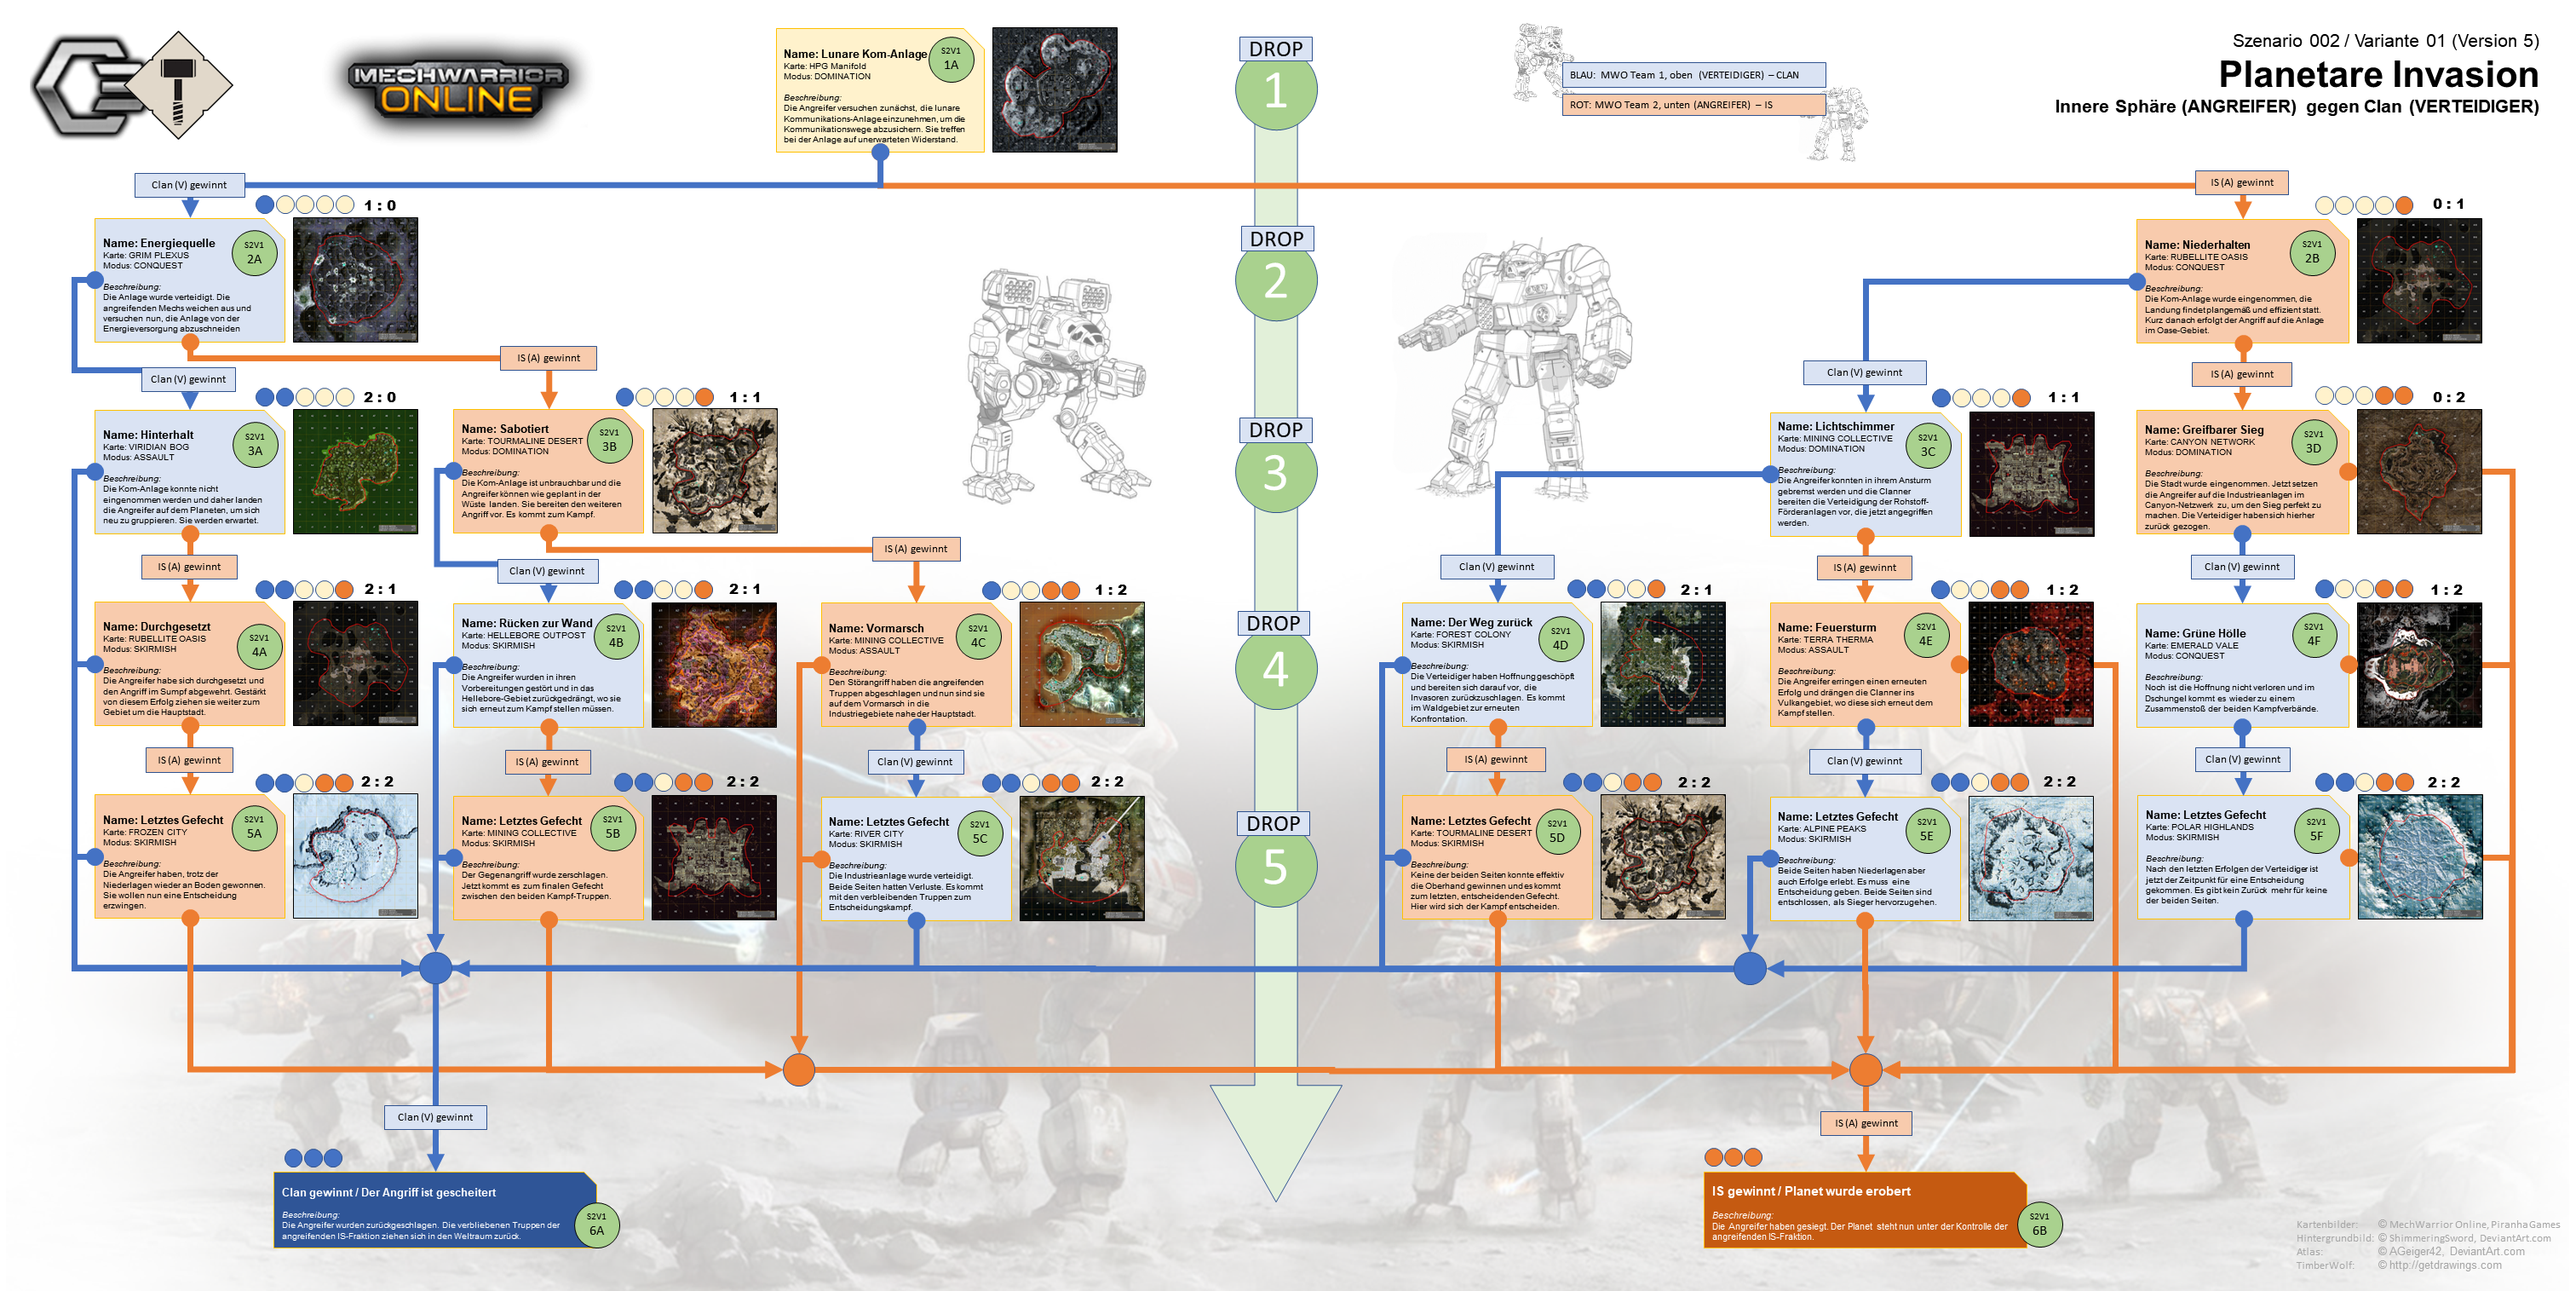 MECHWARRIOR
ONLINE
Name: Lunare Kom-Anlage
Karte: HPG Manifold
Modus: DOMINATION
S2V1
1A
Beschreibung:
Die Angreifer versuchen zunächst, die lunare
Kommunikations-Anlage einzunehmen, um die
Kommunikationswege abzusichern. Sie treffen
bei der Anlage auf unerwarteten Widerstand.
DROP
1
BLAU: MWO Team 1, oben (VERTEIDIGER) – CLAN
ROT: MWO Team 2, unten (ANGREIFER) – IS
Szenario 002 / Variante 01 (Version 5)
Planetare Invasion
Innere Sphäre (ANGREIFER) gegen Clan (VERTEIDIGER)
Clan (V) gewinnt
IS (A) gewinnt
1 : 0
Name: Energiequelle
Karte: GRIM PLEXUS
Modus: CONQUEST
S2V1
2A
Beschreibung:
Die Anlage wurde verteidigt. Die
angreifenden Mechs weichen aus und
versuchen nun, die Anlage von der
Energieversorgung abzuschneiden
DROP
2
0 : 1
Name: Niederhalten
Karte: RUBELLITE OASIS
Modus: CONQUEST
S2V1
2B
Beschreibung:
Die Kom-Anlage wurde eingenommen, die
Landung findet plangemäß und effizient statt.
Kurz danach erfolgt der Angriff auf die Anlage
im Oase-Gebiet.
Clan (V) gewinnt
IS (A) gewinnt
Clan (V) gewinnt
IS (A) gewinnt
2 : 0
Name: Hinterhalt
Karte: VIRIDIAN BOG
Modus: ASSAULT
S2V1
3A
Beschreibung:
Die Kom-Anlage konnte nicht
eingenommen werden und daher landen
die Angreifer auf dem Planeten, um sich
neu zu gruppieren. Sie werden erwartet.
1 : 1
Name: Sabotiert
Karte: TOURMALINE DESERT
Modus: DOMINATION
S2V1
3B
Beschreibung:
Die Kom-Anlage ist unbrauchbar und die
Angreifer können wie geplant in der
Wüste landen. Sie bereiten den weiteren
Angriff vor. Es kommt zum Kampf.
DROP
3
1 : 1
Name: Lichtschimmer
Karte: MINING COLLECTIVE
Modus: DOMINATION
S2V1
3C
Beschreibung:
Die Angreifer konnten in ihrem Ansturm
gebremst werden und die Clanner
bereiten die Verteidigung der Rohstoff-
Förderanlagen vor, die jetzt angegriffen
werden.
0 : 2
Name: Greifbarer Sieg
Karte: CANYON NETWORK
Modus: DOMINATION
S2V1
3D
Beschreibung:
Die Stadt wurde eingenommen. Jetzt setzen
die Angreifer auf die Industrieanlagen im
Canyon-Netzwerk zu, um den Sieg perfekt zu
machen. Die Verteidiger haben sich hierher
zurück gezogen.
IS (A) gewinnt
Clan (V) gewinnt
IS (A) gewinnt
Clan (V) gewinnt
IS (A) gewinnt
Clan (V) gewinnt
2 : 1
Name: Durchgesetzt
Karte: RUBELLITE OASIS
Modus: SKIRMISH
S2V1
4A
Beschreibung:
Die Angreifer habe sich durchgesetzt und
den Angriff im Sumpf abgewehrt. Gestärkt
von diesem Erfolg ziehen sie weiter zum
Gebiet um die Hauptstadt.
2 : 1
Name: Rücken zur Wand
Karte: HELLEBORE OUTPOST
Modus: SKIRMISH
S2V1
4B
Beschreibung:
Die Angreifer wurden in ihren
Vorbereitungen gestört und in das
Hellebore-Gebiet zurückgedrängt, wo sie
sich erneut zum Kampf stellen müssen.
1 : 2
Name: Vormarsch
Karte: MINING COLLECTIVE
Modus: ASSAULT
S2V1
4C
Beschreibung:
Den Störangriff haben die angreifenden
Truppen abgeschlagen und nun sind sie
auf dem Vormarsch in die
Industriegebiete nahe der Hauptstadt.
DROP
4
2 : 1
Name: Der Weg zurück
Karte: FOREST COLONY
Modus: SKIRMISH
S2V1
4D
Beschreibung:
Die Verteidiger haben Hoffnung geschöpft
und bereiten sich darauf vor, die
Invasoren zurückzuschlagen. Es kommt
im Waldgebiet zur erneuten
Konfrontation.
1 : 2
Name: Feuersturm
Karte: TERRA THERMA
Modus: ASSAULT
S2V1
4E
Beschreibung:
Die Angreifer erringen einen erneuten
Erfolg und drängen die Clanner ins
Vulkangebiet, wo diese sich erneut dem
Kampf stellen.
1 : 2
Name: Grüne Hölle
Karte: EMERALD VALE
Modus: CONQUEST
S2V1
4F
Beschreibung:
Noch ist die Hoffnung nicht verloren und im
Dschungel kommt es wieder zu einem
Zusammenstoß der beiden Kampfverbände.
IS (A) gewinnt
IS (A) gewinnt
Clan (V) gewinnt
IS (A) gewinnt
Clan (V) gewinnt
Clan (V) gewinnt
2 : 2
Name: Letztes Gefecht
Karte: FROZEN CITY
Modus: SKIRMISH
S2V1
5A
Beschreibung:
Die Angreifer haben, trotz der
Niederlagen wieder an Boden gewonnen.
Sie wollen nun eine Entscheidung
erzwingen.
2 : 2
Name: Letztes Gefecht
Karte: MINING COLLECTIVE
Modus: SKIRMISH
S2V1
5B
Beschreibung:
Der Gegenangriff wurde zerschlagen.
Jetzt kommt es zum finalen Gefecht
zwischen den beiden Kampf-Truppen.
2 : 2
Name: Letztes Gefecht
Karte: RIVER CITY
Modus: SKIRMISH
S2V1
5C
Beschreibung:
Die Industrieanlage wurde verteidigt.
Beide Seiten hatten Verluste. Es kommt
mit den verbleibenden Truppen zum
Entscheidungskampf.
DROP
5
2 : 2
Name: Letztes Gefecht
Karte: TOURMALINE DESERT
Modus: SKIRMISH
S2V1
5D
Beschreibung:
Keine der beiden Seiten konnte effektiv
die Oberhand gewinnen und es kommt
zum letzten, entscheidenden Gefecht.
Hier wird sich der Kampf entscheiden.
2 : 2
Name: Letztes Gefecht
Karte: ALPINE PEAKS
Modus: SKIRMISH
S2V1
5E
Beschreibung:
Beide Seiten haben Niederlagen aber
auch Erfolge erlebt. Es muss eine
Entscheidung geben. Beide Seiten sind
entschlossen, als Sieger hervorzugehen.
2 : 2
Name: Letztes Gefecht
Karte: POLAR HIGHLANDS
Modus: SKIRMISH
S2V1
5F
Beschreibung:
Nach den letzten Erfolgen der Verteidiger ist
jetzt der Zeitpunkt für eine Entscheidung
gekommen. Es gibt kein Zurück mehr für keine
der beiden Seiten.
Clan (V) gewinnt
IS (A) gewinnt
Clan gewinnt / Der Angriff ist gescheitert
Beschreibung:
Die Angreifer wurden zurückgeschlagen. Die verbliebenen Truppen der
angreifenden IS-Fraktion ziehen sich in den Weltraum zurück.
S2V1
6A
IS gewinnt / Planet wurde erobert
Beschreibung:
Die Angreifer haben gesiegt. Der Planet steht nun unter der Kontrolle der
angreifenden IS-Fraktion.
S2V1
6B
Kartenbilder: © MechWarrior Online, Piranha Games
Hintergrundbild: © ShimmeringSword, DeviantArt.com
Atlas: © AGeiger42, DeviantArt.com
TimberWolf: © http://getdrawings.com